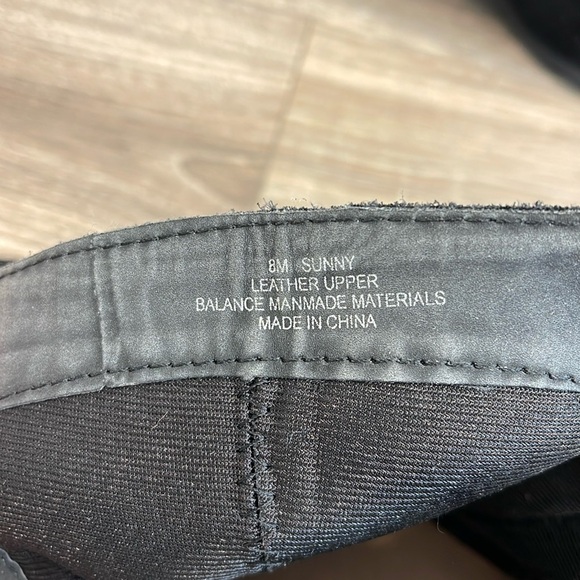 8M SUNNY
LEATHER UPPER
BALANCE MANMADE MATERIALS
MADE IN CHINA